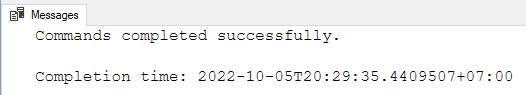 Messages
Commands completed successfully.
Completion time: 2022-10-05T20:29:35.4409507+07:00